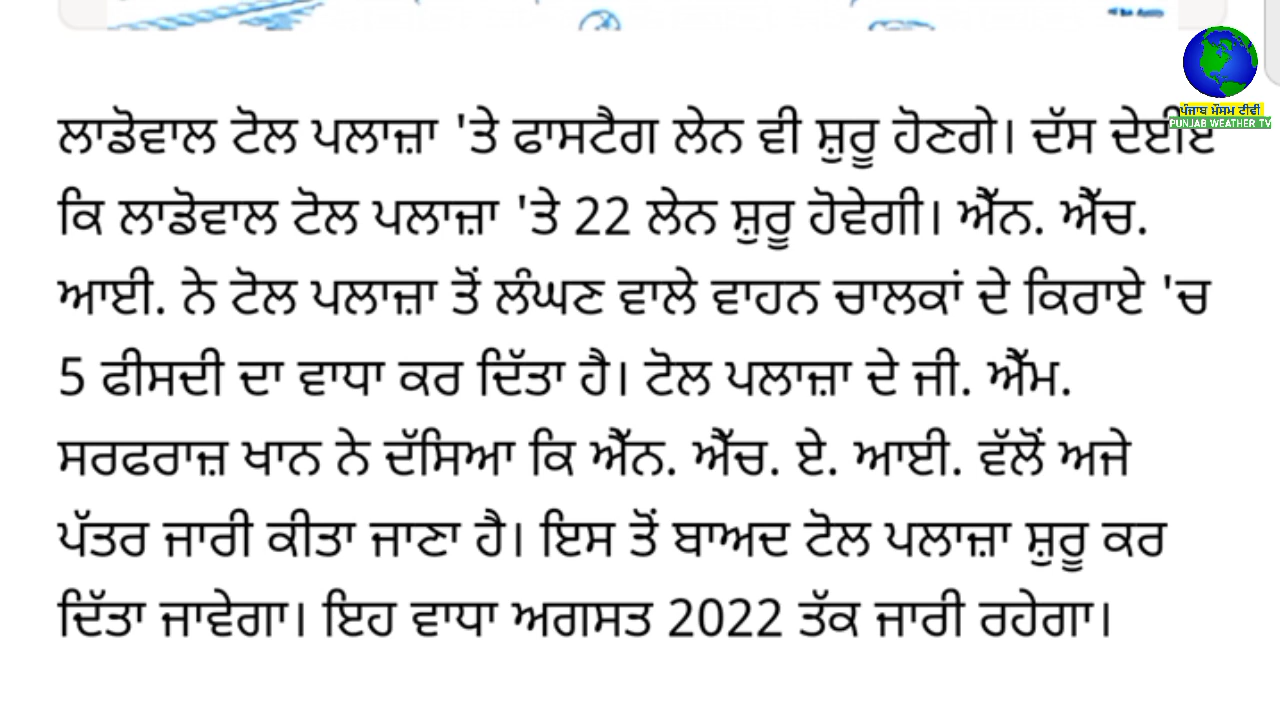 ਪੰਜਾਬ ਮੌਸਮ ਟੀਵੀ
PUNJAB WEATHER TV
ਲਾਡੋਵਾਲ ਟੋਲ ਪਲਾਜ਼ਾ 'ਤੇ ਫਾਸਟੈਗ ਲੇਨ ਵੀ ਸ਼ੁਰੂ ਹੋਣਗੇ। ਦੱਸ ਦੇਈਏ
ਕਿ ਲਾਡੋਵਾਲ ਟੋਲ ਪਲਾਜ਼ਾ 'ਤੇ 22 ਲੇਨ ਸ਼ੁਰੂ ਹੋਵੇਗੀ। ਐੱਨ. ਐੱਚ.
ਆਈ. ਨੇ ਟੋਲ ਪਲਾਜ਼ਾ ਤੋਂ ਲੰਘਣ ਵਾਲੇ ਵਾਹਨ ਚਾਲਕਾਂ ਦੇ ਕਿਰਾਏ 'ਚ
5 ਫੀਸਦੀ ਦਾ ਵਾਧਾ ਕਰ ਦਿੱਤਾ ਹੈ। ਟੋਲ ਪਲਾਜ਼ਾ ਦੇ ਜੀ. ਐੱਮ.
ਸਰਫਰਾਜ਼ ਖਾਨ ਨੇ ਦੱਸਿਆ ਕਿ ਐੱਨ. ਐੱਚ. ਏ. ਆਈ. ਵੱਲੋਂ ਅਜੇ
ਪੱਤਰ ਜਾਰੀ ਕੀਤਾ ਜਾਣਾ ਹੈ। ਇਸ ਤੋਂ ਬਾਅਦ ਟੋਲ ਪਲਾਜ਼ਾ ਸ਼ੁਰੂ ਕਰ
ਦਿੱਤਾ ਜਾਵੇਗਾ। ਇਹ ਵਾਧਾ ਅਗਸਤ 2022 ਤੱਕ ਜਾਰੀ ਰਹੇਗਾ।